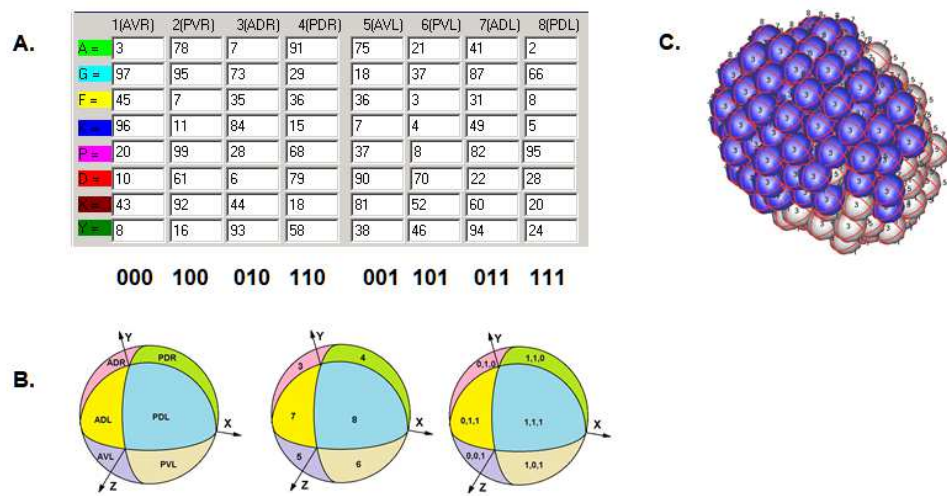 A.
1(AVR) 2(PVR) 3(ADR) 4(PDR) 5(AVL) 6(PVL) 7(ADL) 8(PDL)
A = 3 78 7 91 75 21 41 2
G = 97 95 73 29 18 37 87 66
F = 45 7 35 36 36 3 31 8
96 11 84 15 7 4 49 5
P = 20 99 28 68 37 8 82 95
D = 10 61 6 79 90 70 22 28
X = 43 92 44 18 81 52 60 20
Y = 8 16 93 58 38 46 94 24
000 100 010 110 001 101 011 111
C.
B.
Y
ADR PDR
ADL PDL
X
AVL PVL
Z
Y
3 4
7 8
X
5 6
Z
Y
0,1,0 1,1,0
0,1,1 1,1,1
X
0,0,1 1,0,1
Z